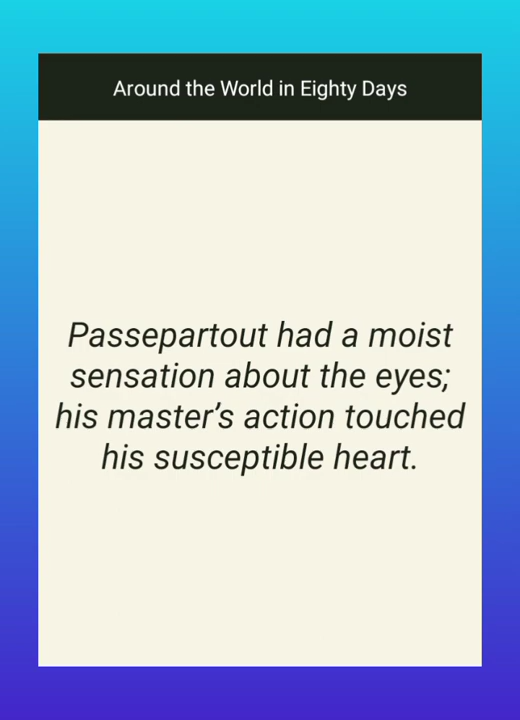 Around the World in Eighty Days
Passepartout had a moist
sensation about the eyes;
his master’s action touched
his susceptible heart.